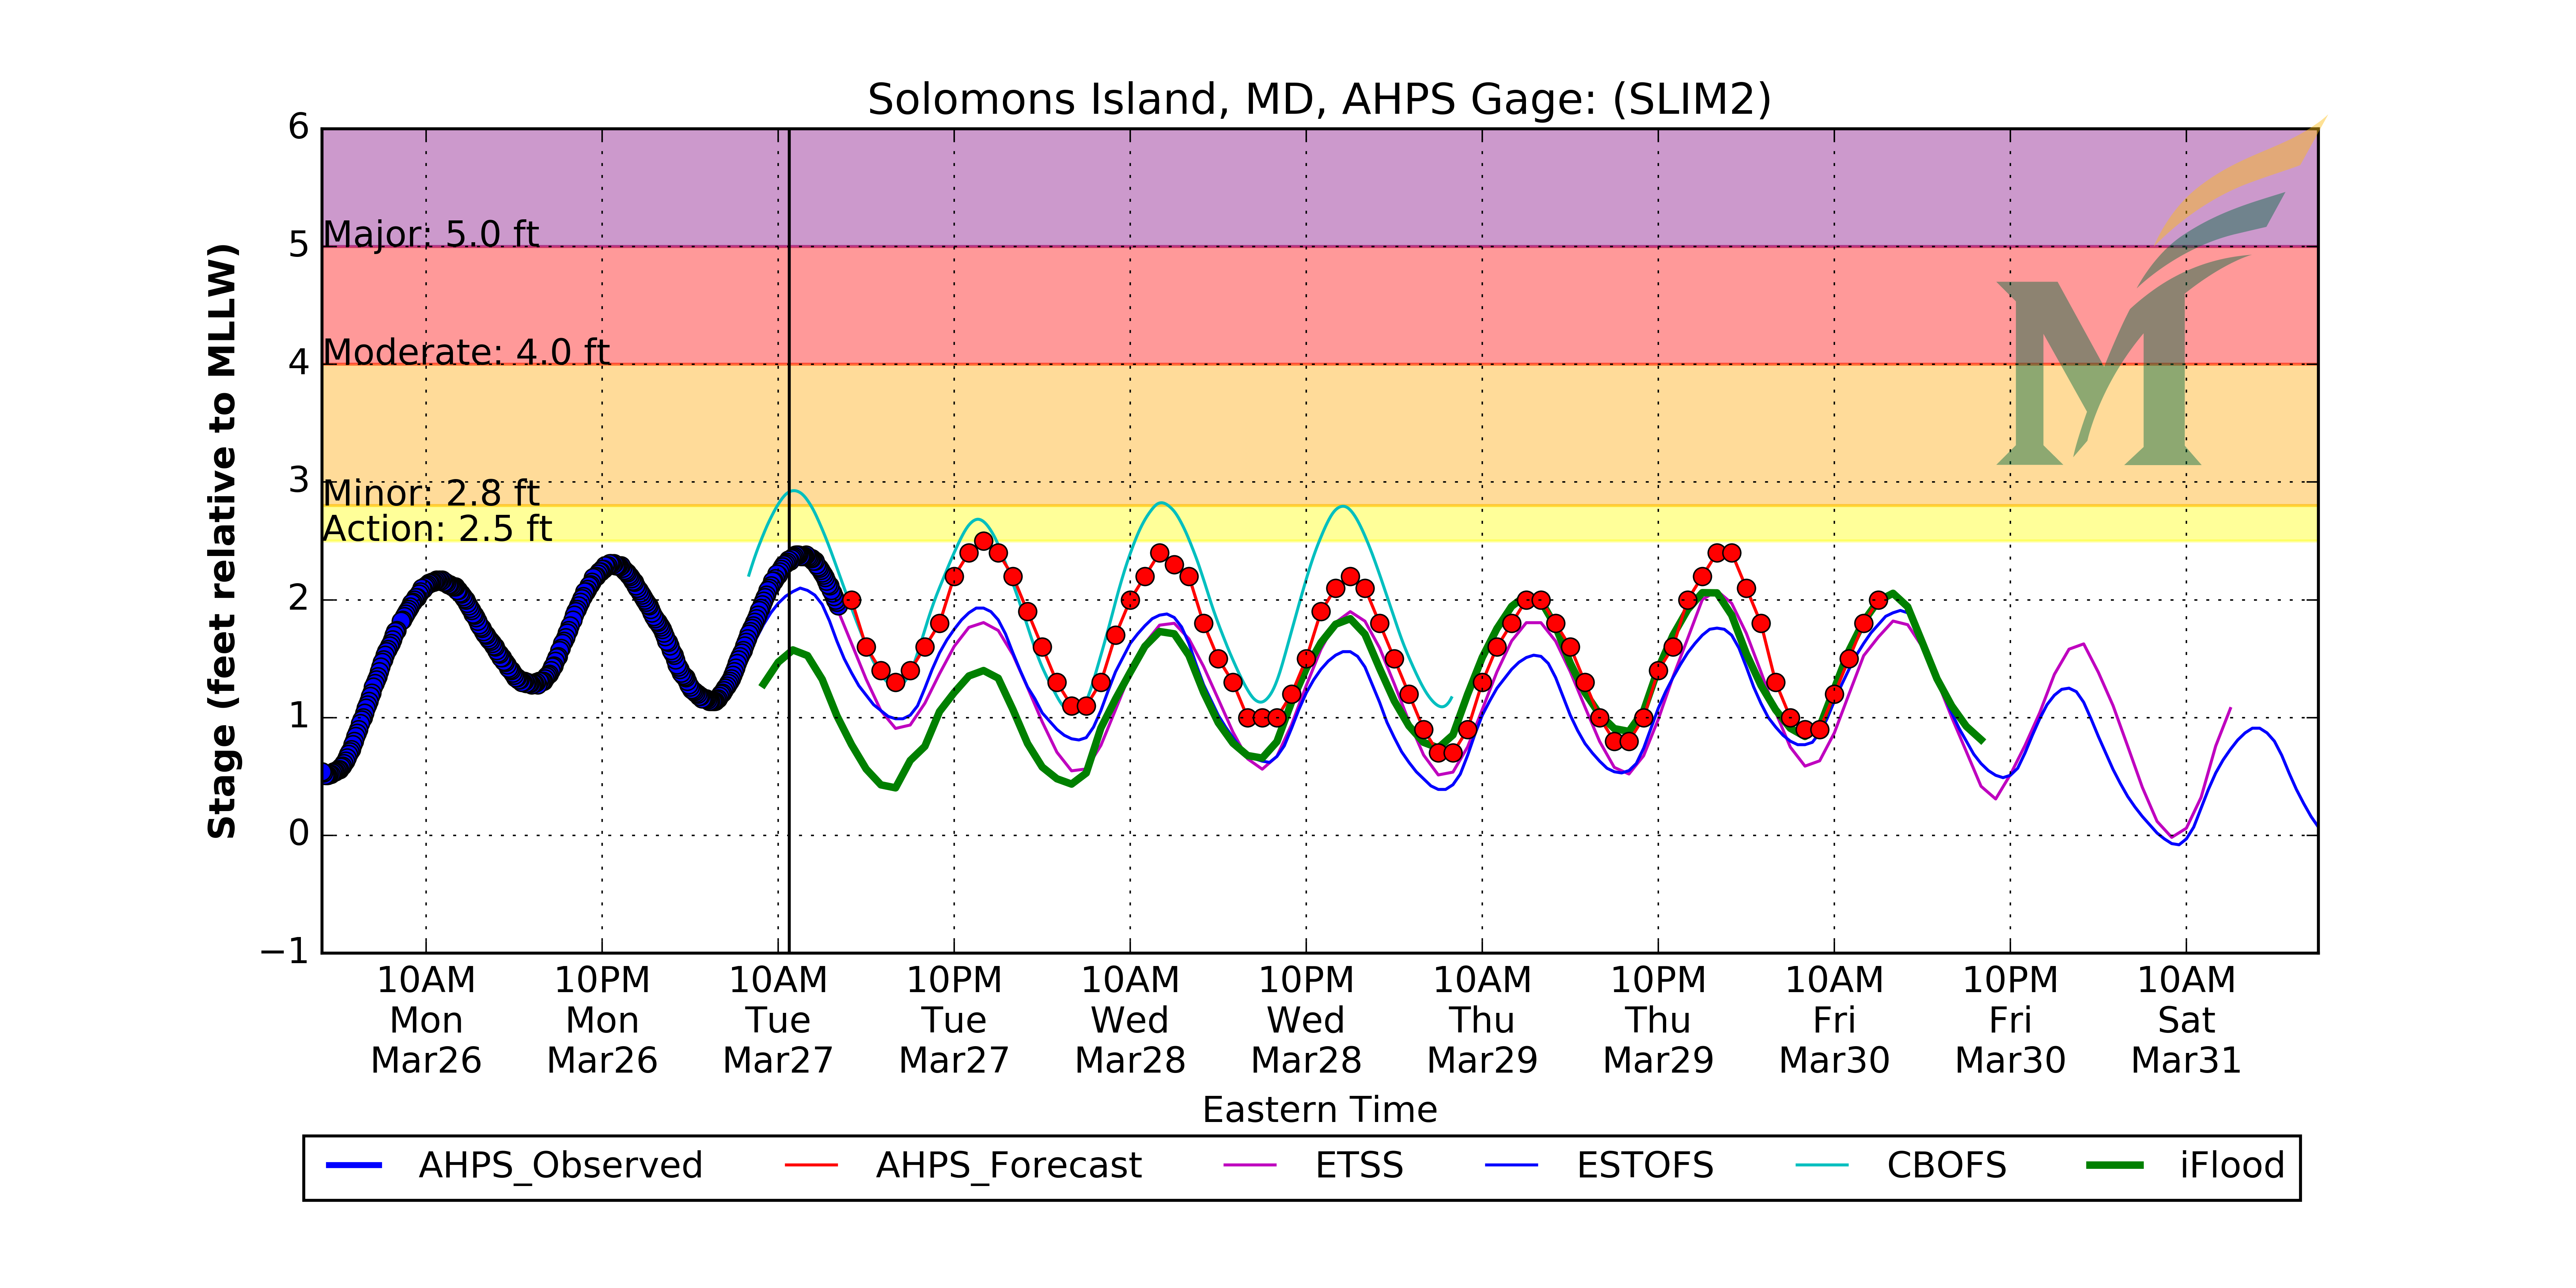 Solomons Island, MD, AHPS Gage: (SLIM2)
Stage (feet relative to MLLW)
6
5
4
3
2
1
0
−1
Major: 5.0 ft
Moderate: 4.0 ft
Minor: 2.8 ft
Action: 2.5 ft
M
10AM Mon Mar26
10PM Mon Mar26
10AM Tue Mar27
10PM Tue Mar27
10AM Wed Mar28
10PM Wed Mar28
10AM Thu Mar29
10PM Thu Mar29
10AM Fri Mar30
10PM Fri Mar30
10AM Sat Mar31
Eastern Time
AHPS_Observed AHPS_Forecast ETSS ESTOFS CBOFS iFlood